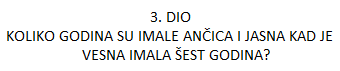 3. DIO
KOLIKO GODINA SU IMALE ANČICA I JASNA KAD JE
VESNA IMALA ŠEST GODINA?